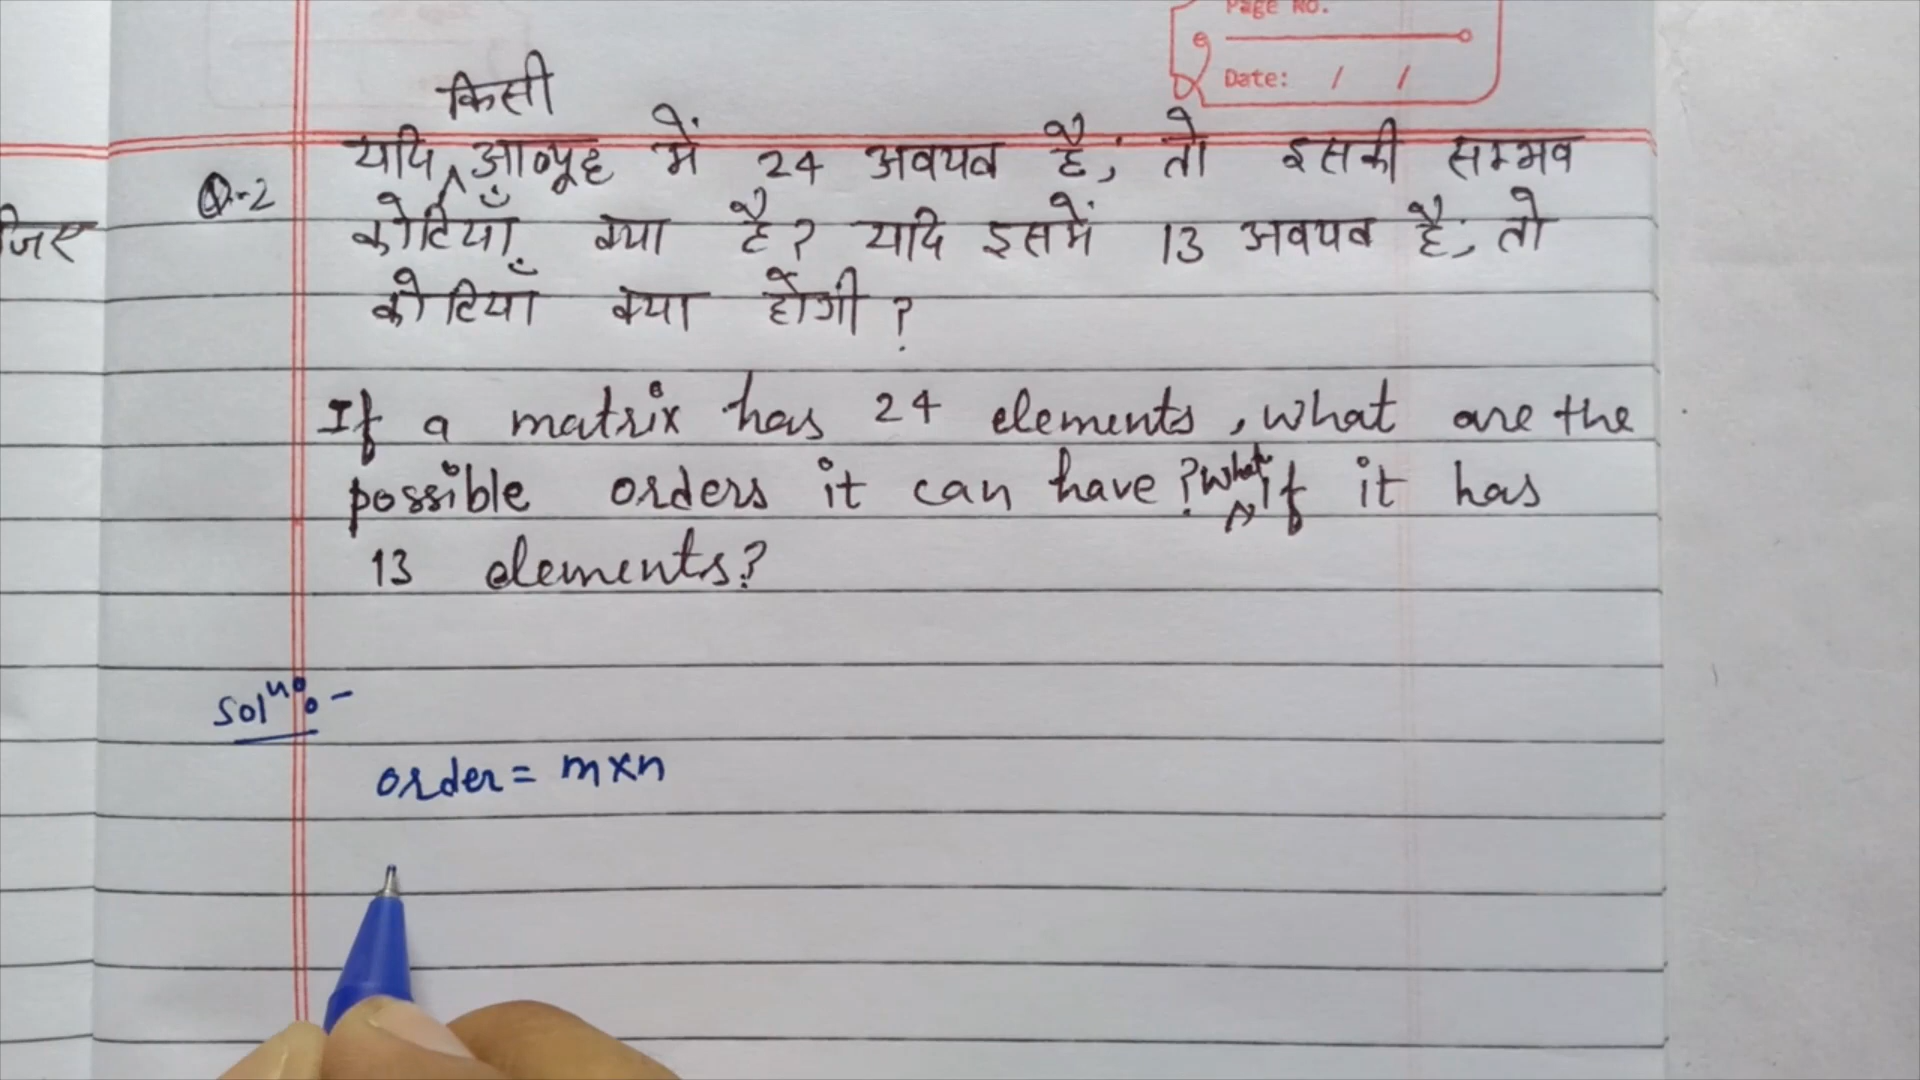 Page No.
Date: / /
किसी
Q.2 यदि ^ आव्यूह में 24 अवयव है, तो इसकी सम्भव
कोटियाँ क्या है? यदि इसमें 13 अवयव है, तो
कोटियाँ क्या होंगी?
जिए
If a matrix has 24 elements, what are the
possible orders it can have? what if it has
13 elements?
Solⁿ:-
order = m×n